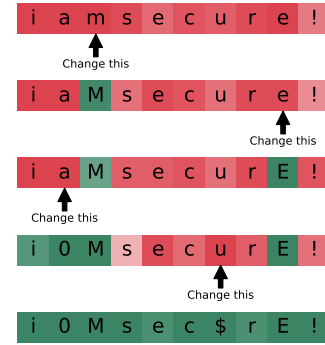 i a m s e c u r e !
Change this
i a M s e c u r e !
Change this
i a M s e c u r E !
Change this
i 0 M s e c u r E !
Change this
i 0 M s e c $ r E !